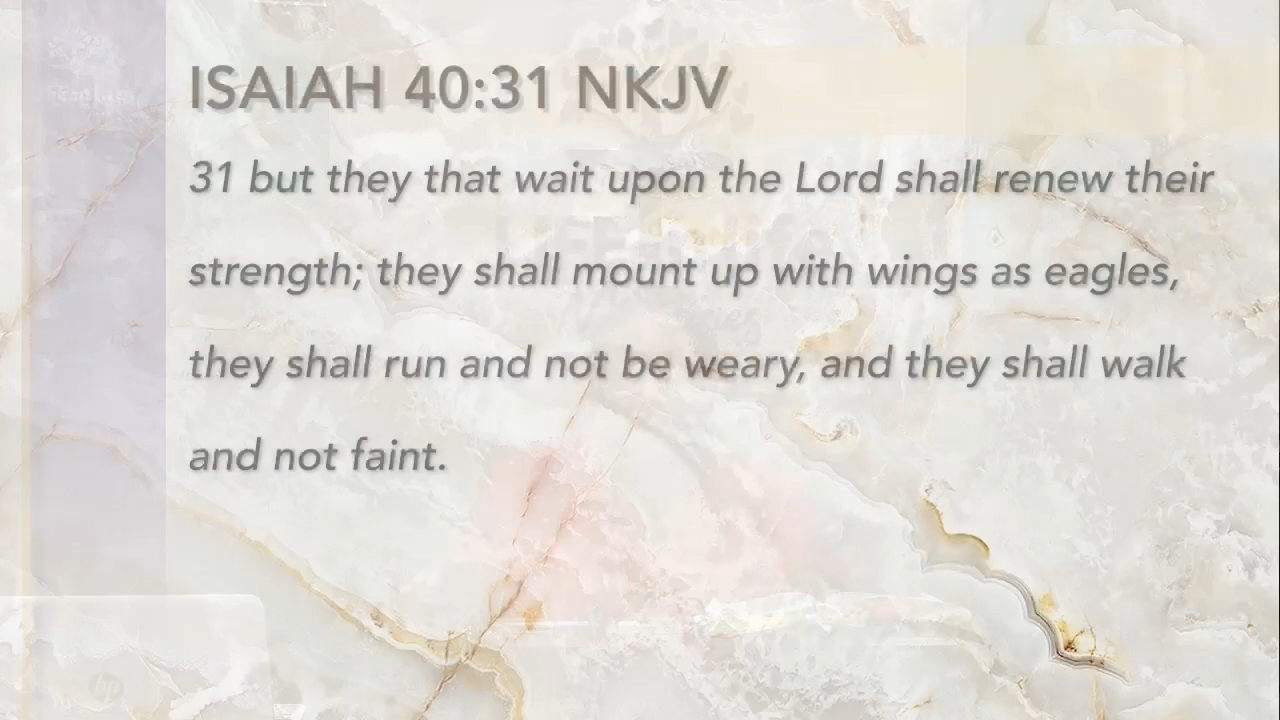 ISAIAH 40:31 NKJV
31 but they that wait upon the Lord shall renew their
strength; they shall mount up with wings as eagles,
they shall run and not be weary, and they shall walk
and not faint.
hp